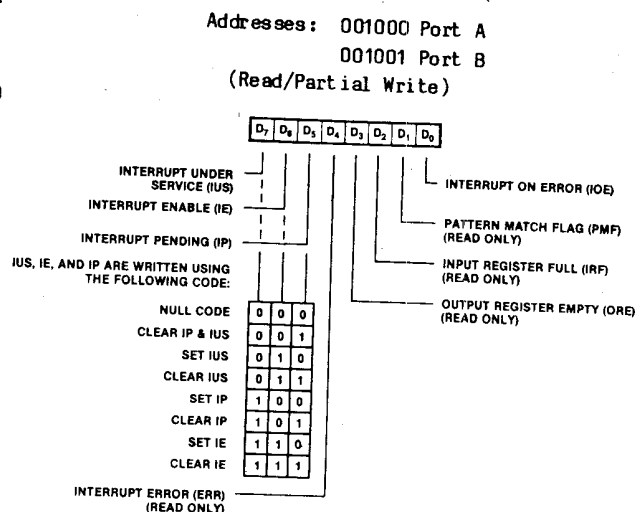 Addresses: 001000 Port A
001001 Port B
(Read/Partial Write)
D7 D6 D5 D4 D3 D2 D1 D0
INTERRUPT UNDER
SERVICE (IUS)
INTERRUPT ENABLE (IE)
INTERRUPT PENDING (IP)
IUS, IE, AND IP ARE WRITTEN USING
THE FOLLOWING CODE:
NULL CODE 0 0 0
CLEAR IP & IUS 0 0 1
SET IUS 0 1 0
CLEAR IUS 0 1 1
SET IP 1 0 0
CLEAR IP 1 0 1
SET IE 1 1 0
CLEAR IE 1 1 1
INTERRUPT ERROR (ERR)
(READ ONLY)
INTERRUPT ON ERROR (IOE)
PATTERN MATCH FLAG (PMF)
(READ ONLY)
INPUT REGISTER FULL (IRF)
(READ ONLY)
OUTPUT REGISTER EMPTY (ORE)
(READ ONLY)